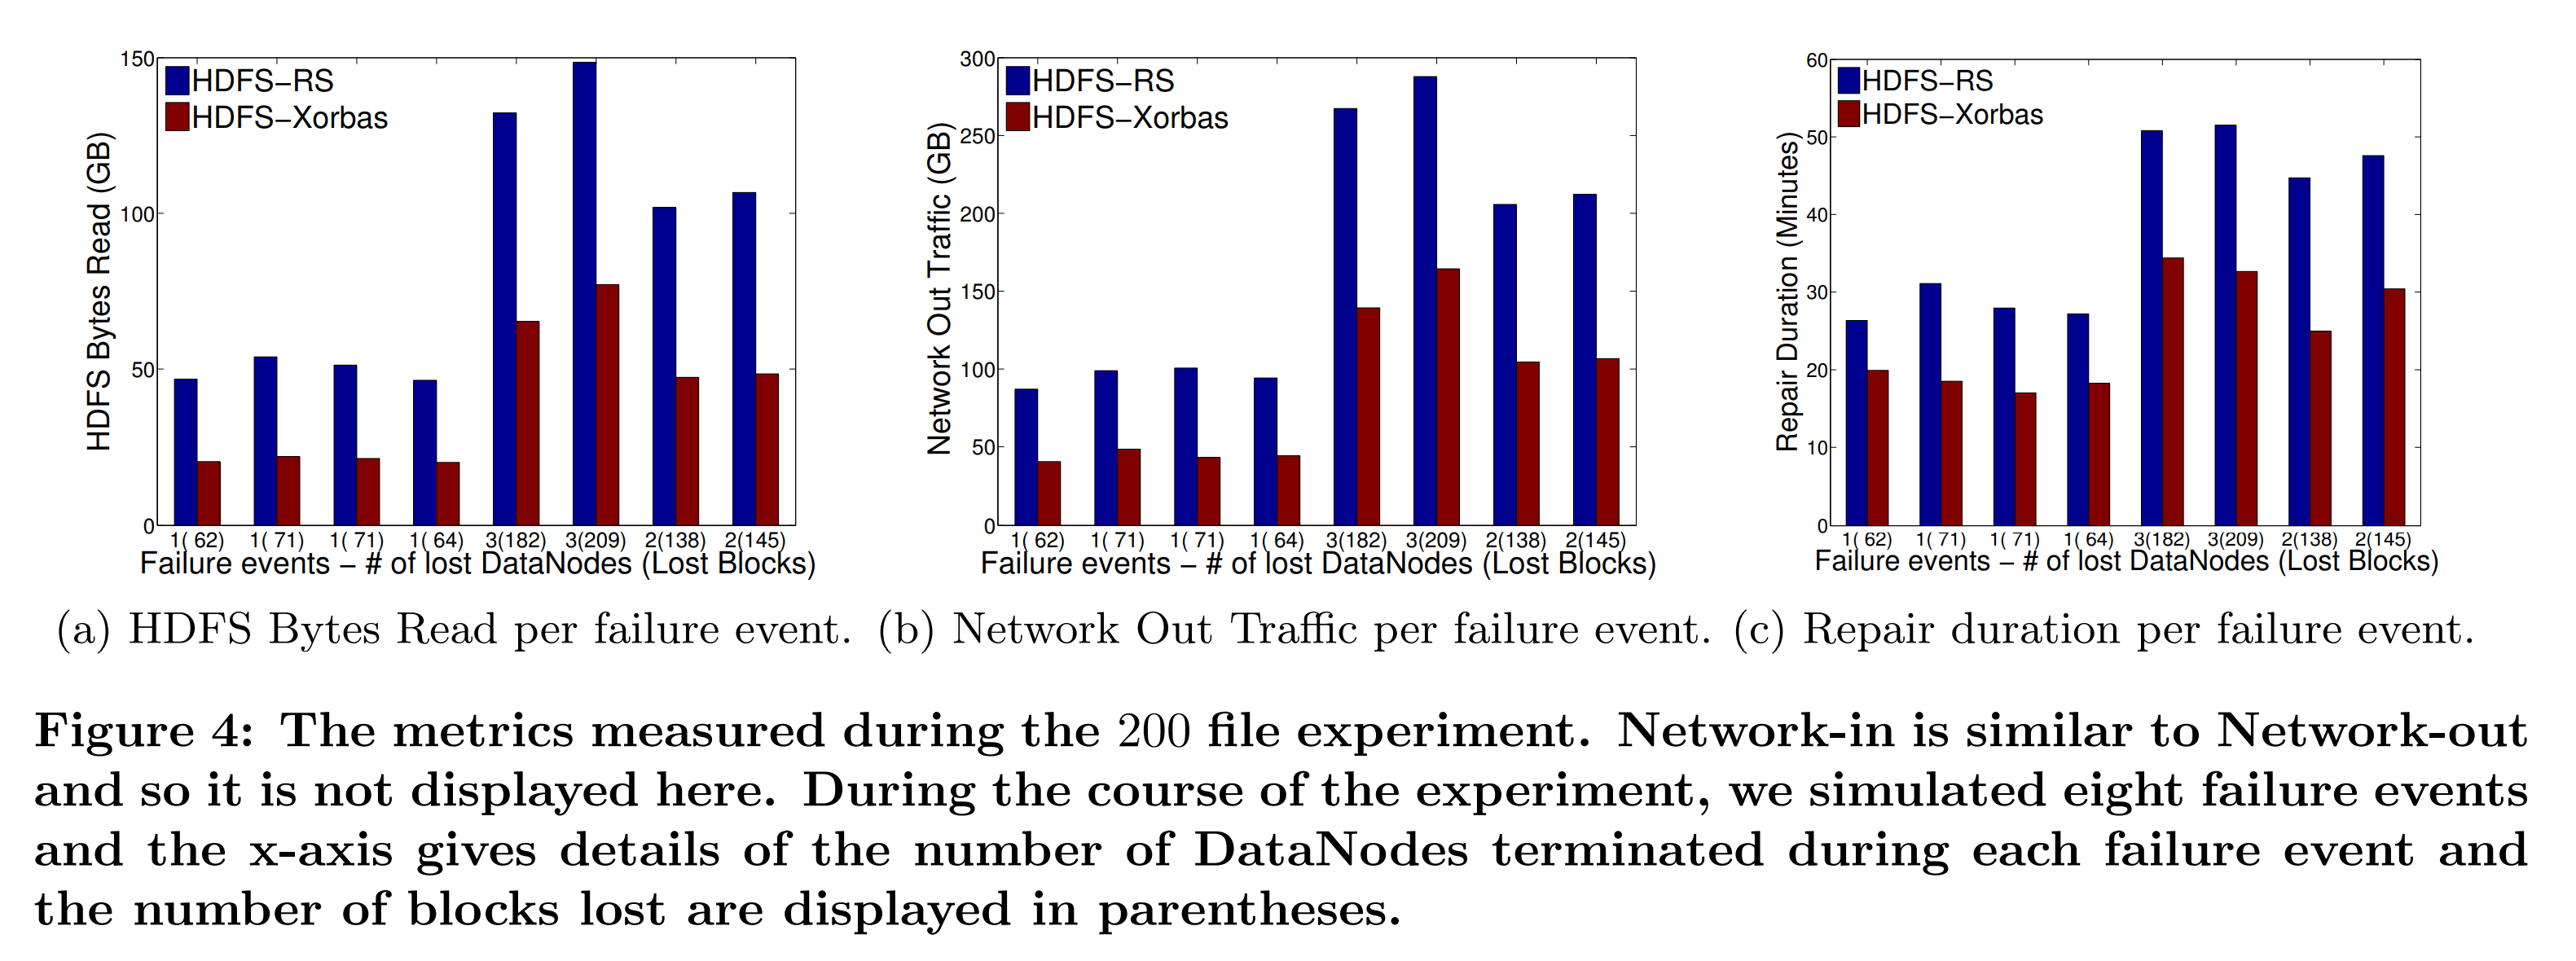 150
100
50
0
HDFS Bytes Read (GB)
HDFS–RS
HDFS–Xorbas
1( 62) 1( 71) 1( 71) 1( 64) 3(182) 3(209) 2(138) 2(145)
Failure events – # of lost DataNodes (Lost Blocks)
300
250
200
150
100
50
0
Network Out Traffic (GB)
HDFS–RS
HDFS–Xorbas
1( 62) 1( 71) 1( 71) 1( 64) 3(182) 3(209) 2(138) 2(145)
Failure events – # of lost DataNodes (Lost Blocks)
60
50
40
30
20
10
0
Repair Duration (Minutes)
HDFS–RS
HDFS–Xorbas
1( 62) 1( 71) 1( 71) 1( 64) 3(182) 3(209) 2(138) 2(145)
Failure events – # of lost DataNodes (Lost Blocks)
(a) HDFS Bytes Read per failure event. (b) Network Out Traffic per failure event. (c) Repair duration per failure event.
Figure 4: The metrics measured during the 200 file experiment. Network-in is similar to Network-out
and so it is not displayed here. During the course of the experiment, we simulated eight failure events
and the x-axis gives details of the number of DataNodes terminated during each failure event and
the number of blocks lost are displayed in parentheses.